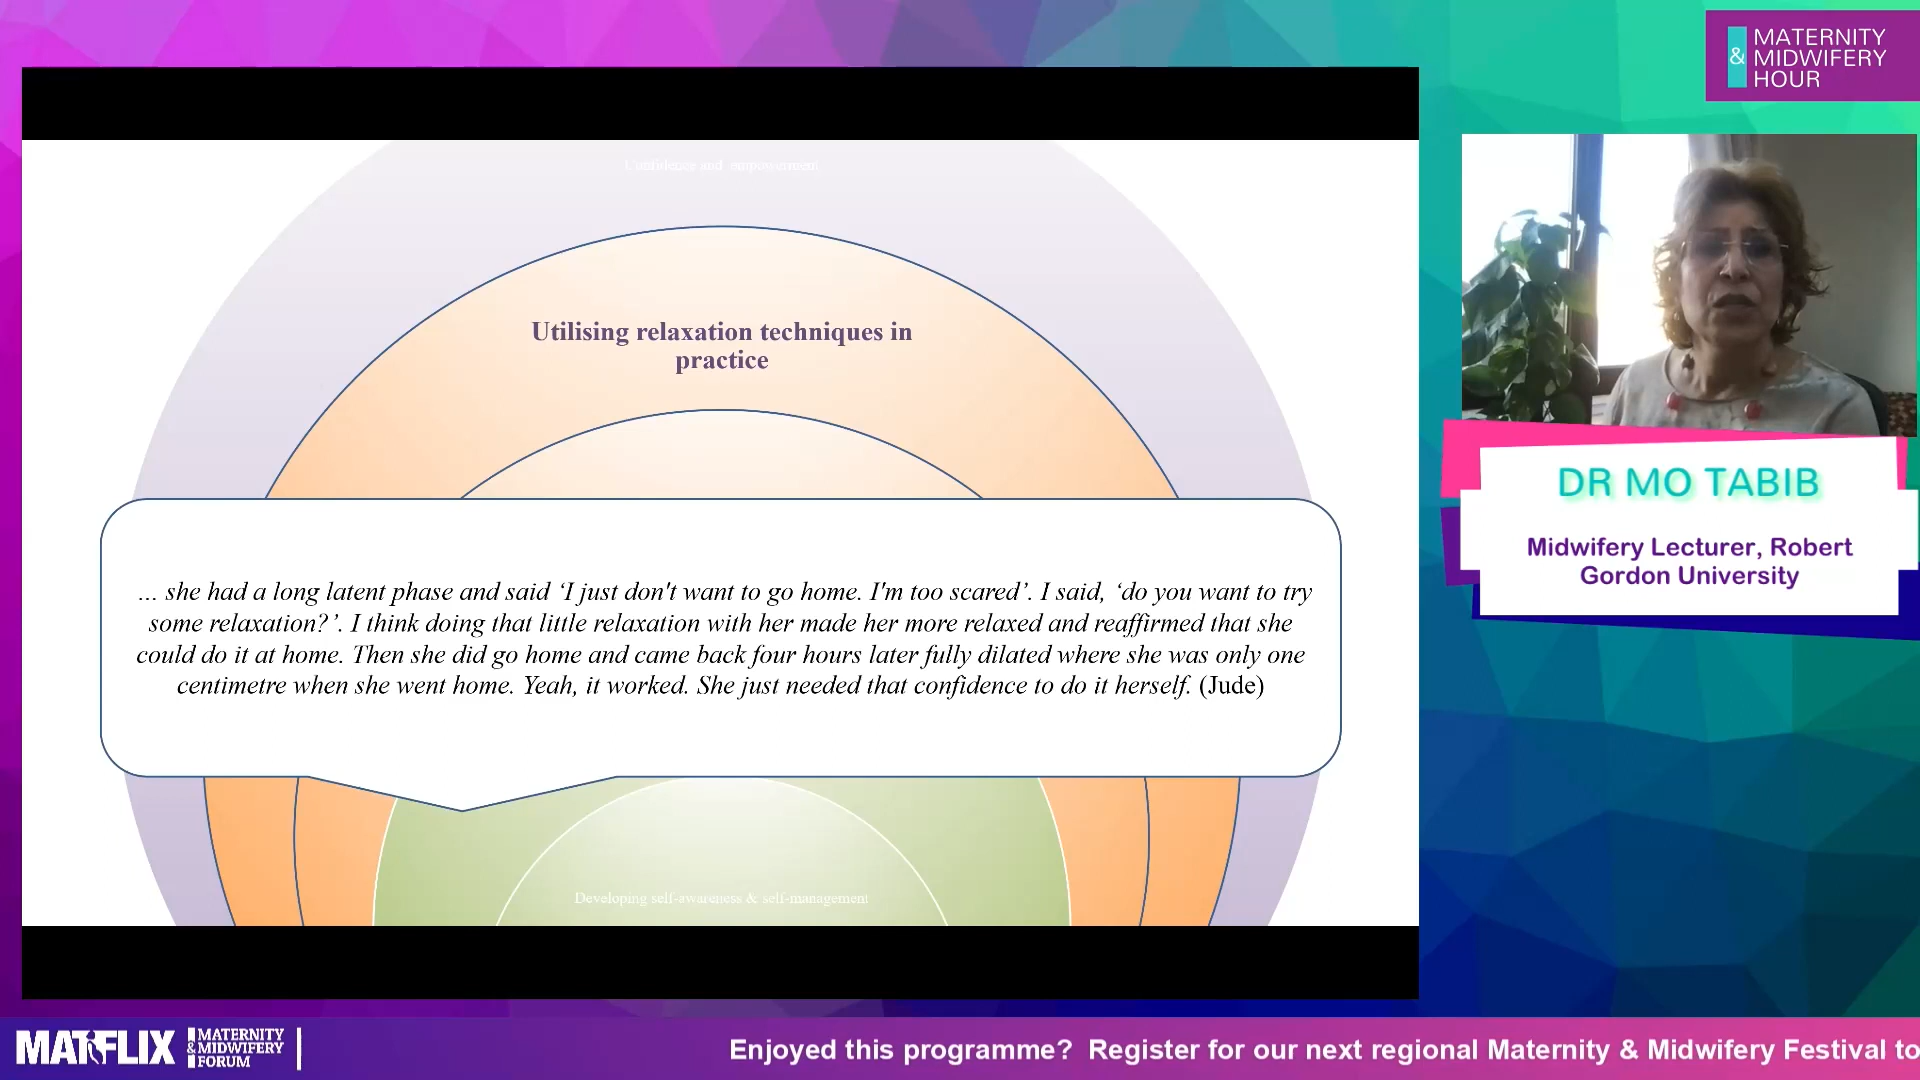 MATERNITY
& MIDWIFERY
HOUR
Confidence and empowerment
Utilising relaxation techniques in
practice
... she had a long latent phase and said ‘I just don't want to go home. I'm too scared’. I said, ‘do you want to try
some relaxation?’. I think doing that little relaxation with her made her more relaxed and reaffirmed that she
could do it at home. Then she did go home and came back four hours later fully dilated where she was only one
centimetre when she went home. Yeah, it worked. She just needed that confidence to do it herself. (Jude)
Developing self-awareness & self-management
DR MO TABIB
Midwifery Lecturer, Robert
Gordon University
MATFLIX
MATERNITY
&MIDWIFERY
FORUM
Enjoyed this programme? Register for our next regional Maternity & Midwifery Festival to